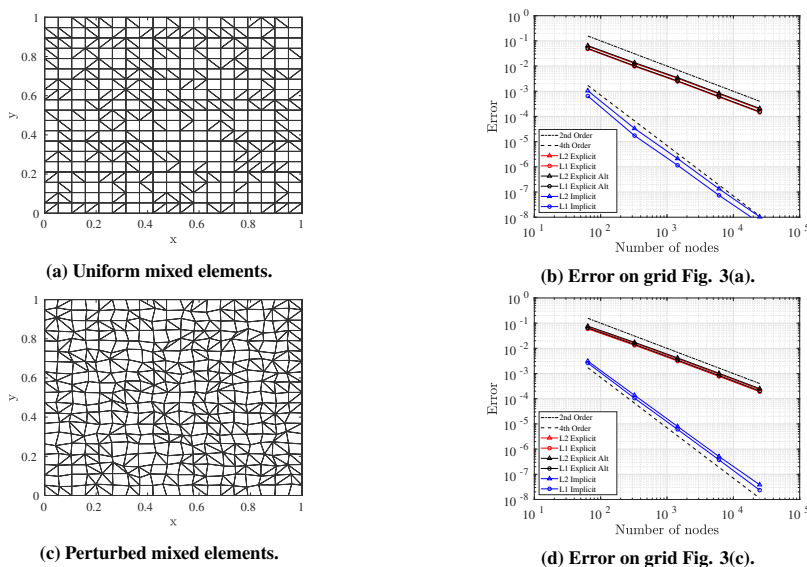 1
0.8
0.6
0.4
0.2
0
y
0 0.2 0.4 0.6 0.8 1
x
(a) Uniform mixed elements.
10^0
10^-1
10^-2
10^-3
10^-4
10^-5
10^-6
10^-7
10^-8
Error
2nd Order
4th Order
L2 Explicit
L1 Explicit
L2 Explicit Alt
L1 Explicit Alt
L2 Implicit
L1 Implicit
10^1 10^2 10^3 10^4 10^5
Number of nodes
(b) Error on grid Fig. 3(a).
1
0.8
0.6
0.4
0.2
0
y
0 0.2 0.4 0.6 0.8 1
x
(c) Perturbed mixed elements.
10^0
10^-1
10^-2
10^-3
10^-4
10^-5
10^-6
10^-7
10^-8
Error
2nd Order
4th Order
L2 Explicit
L1 Explicit
L2 Explicit Alt
L1 Explicit Alt
L2 Implicit
L1 Implicit
10^1 10^2 10^3 10^4 10^5
Number of nodes
(d) Error on grid Fig. 3(c).